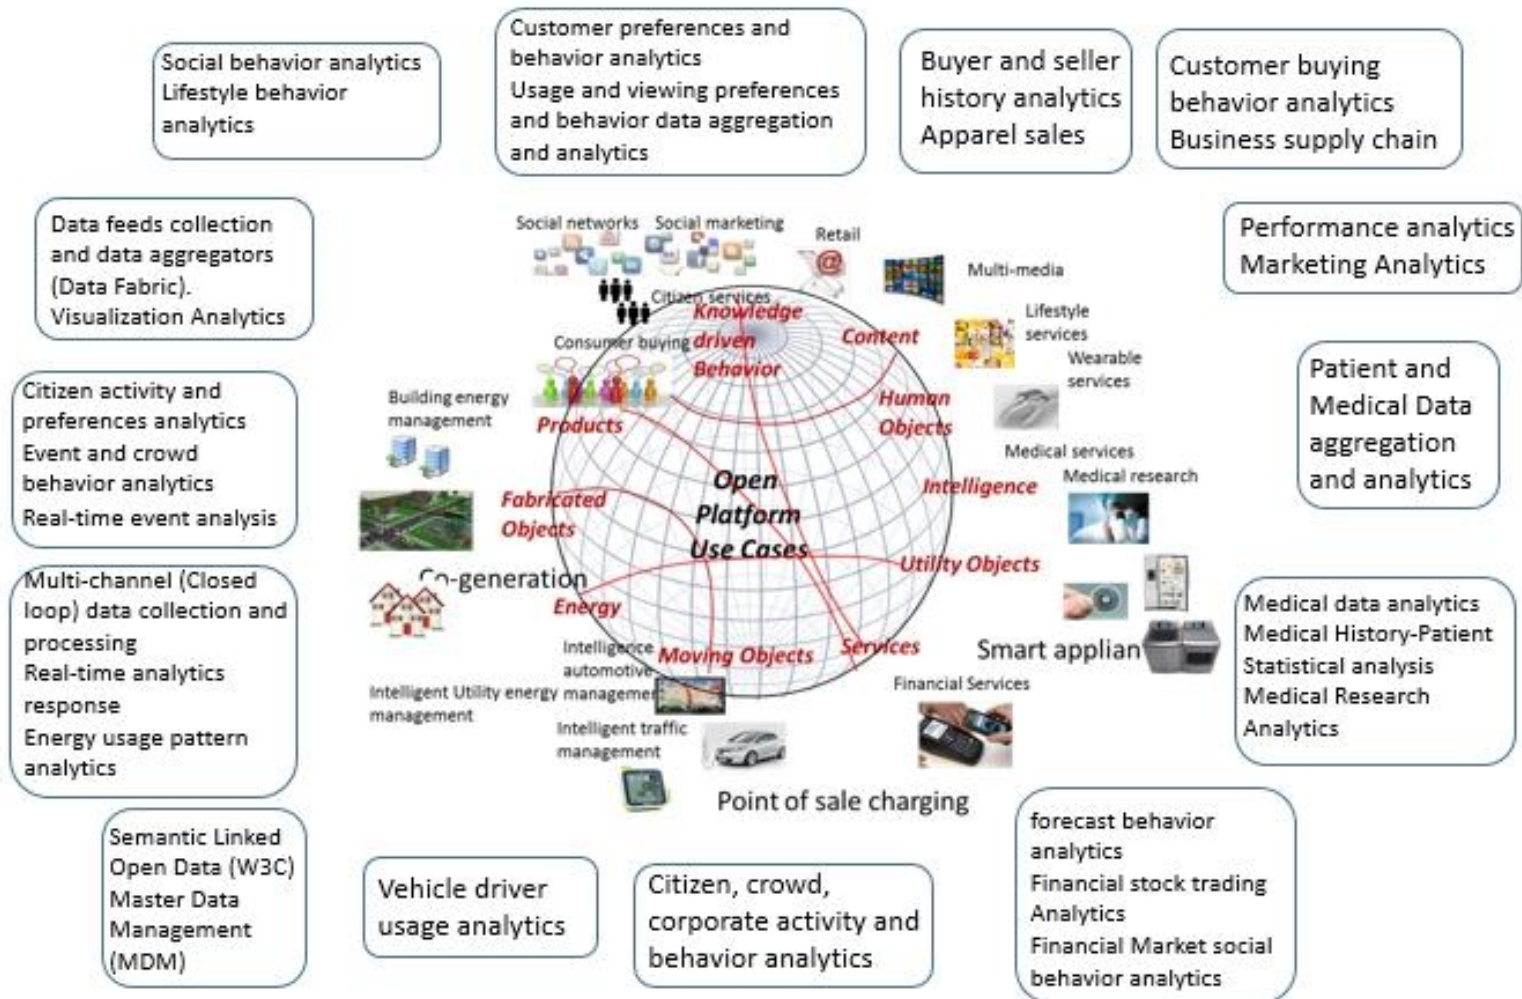 Social behavior analytics
Lifestyle behavior
analytics
Customer preferences and
behavior analytics
Usage and viewing preferences
and behavior data aggregation
and analytics
Buyer and seller
history analytics
Apparel sales
Customer buying
behavior analytics
Business supply chain
Data feeds collection
and data aggregators
(Data Fabric).
Visualization Analytics
Performance analytics
Marketing Analytics
Citizen activity and
preferences analytics
Event and crowd
behavior analytics
Real-time event analysis
Patient and
Medical Data
aggregation
and analytics
Multi-channel (Closed
loop) data collection and
processing
Real-time analytics
response
Energy usage pattern
analytics
Medical data analytics
Medical History-Patient
Statistical analysis
Medical Research
Analytics
Semantic Linked
Open Data (W3C)
Master Data
Management
(MDM)
Vehicle driver
usage analytics
Citizen, crowd,
corporate activity and
behavior analytics
forecast behavior
analytics
Financial stock trading
Analytics
Financial Market social
behavior analytics
Social networks
Social marketing
Retail
@
Multi-media
Citizen services
Lifestyle
services
Consumer buying
Wearable
services
Building energy
management
Medical services
Medical research
Co-generation
Smart applian
Intelligence
automotive
managemen
Intelligent Utility energy
management
Intelligent traffic
management
Financial Services
Point of sale charging
Knowledge
driven
Behavior
Content
Human
Objects
Products
Intelligence
Fabricated
Objects
Open
Platform
Use Cases
Utility Objects
Energy
Moving Objects
Services